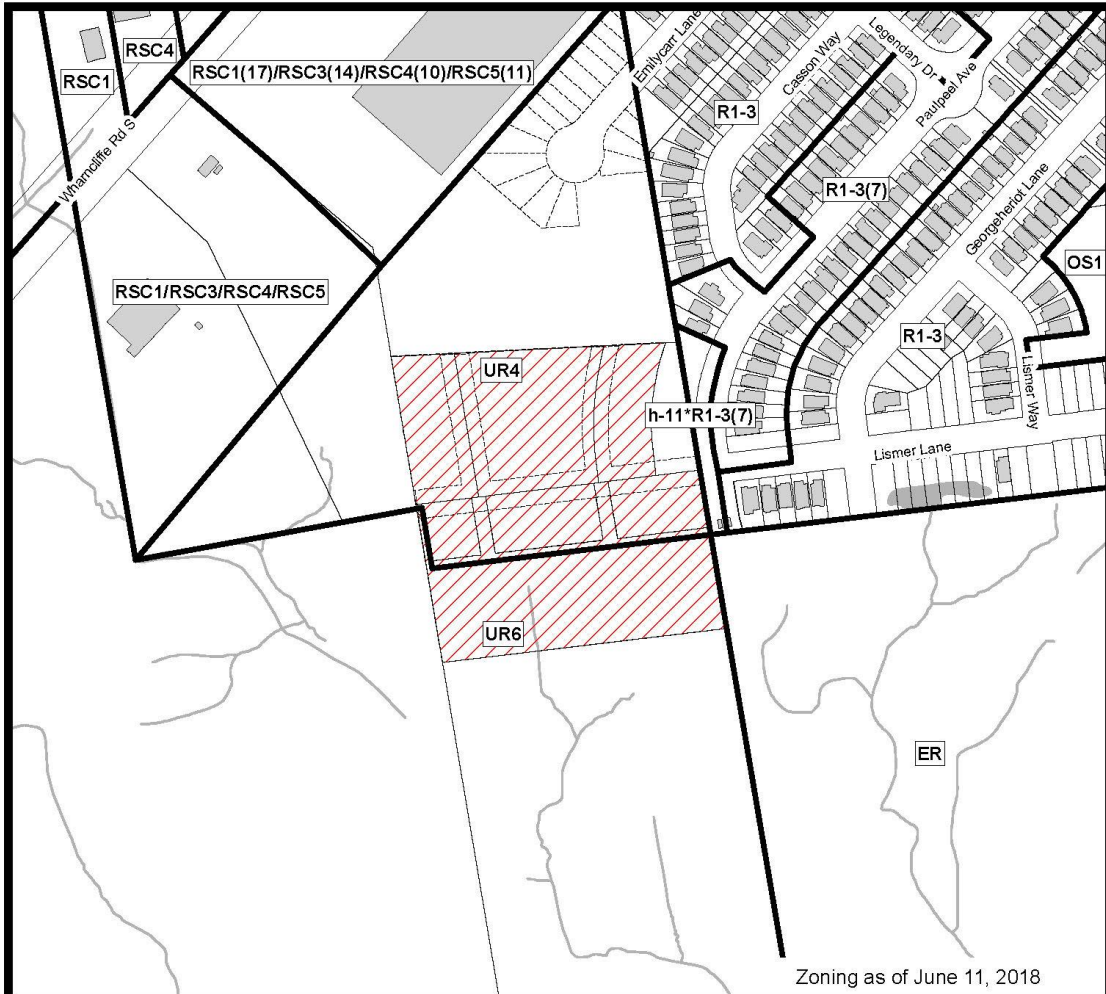 RSC4
RSC1
RSC1(17)/RSC3(14)/RSC4(10)/RSC5(11)
Wharncliffe Rd S
Emilycarr Lane
Casson Way
Legendary Dr
Paulpeel Ave
R1-3
R1-3(7)
Georgeheriot Lane
OS1
RSC1/RSC3/RSC4/RSC5
R1-3
Lismer Way
UR4
h-11*R1-3(7)
Lismer Lane
UR6
ER
Zoning as of June 11, 2018